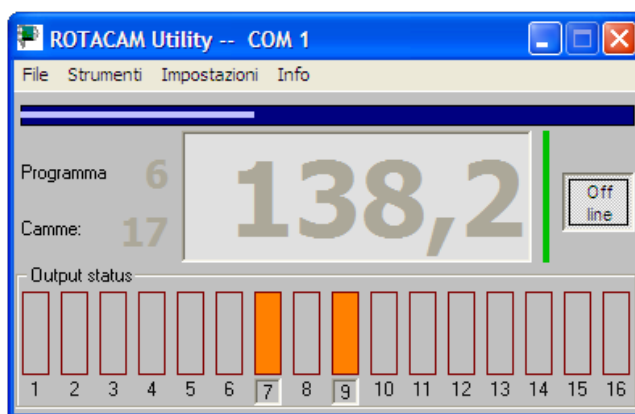 ROTACAM Utility -- COM 1
File Strumenti Impostazioni Info
Programma 6
138,2
Off
line
Camme: 17
Output status
1 2 3 4 5 6 7 8 9 10 11 12 13 14 15 16